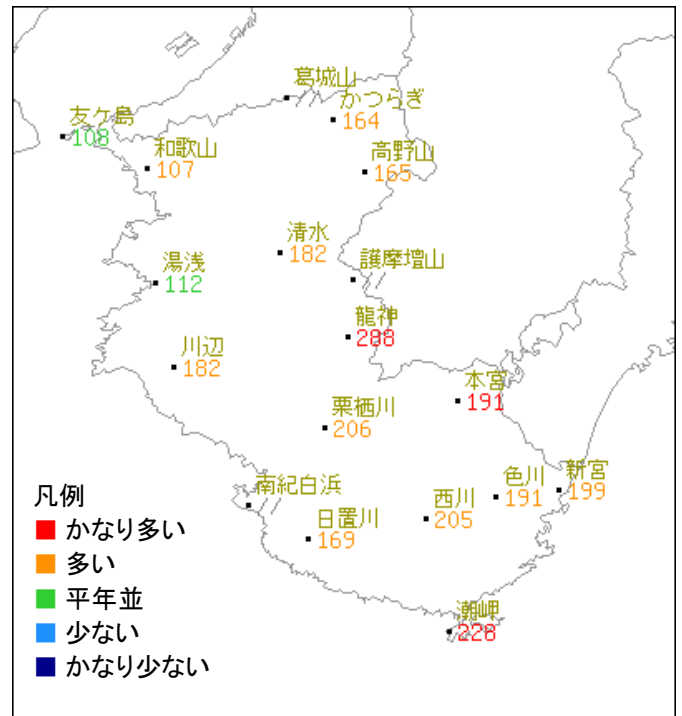 葛城山
かつらぎ
164
友ケ島
108
和歌山
107
高野山
165
清水
182
護摩壇山
湯浅
112
龍神
288
川辺
182
本宮
191
栗栖川
206
南紀白浜
日置川
169
西川
205
色川
191
新宮
199
潮岬
228
凡例
かなり多い
多い
平年並
少ない
かなり少ない